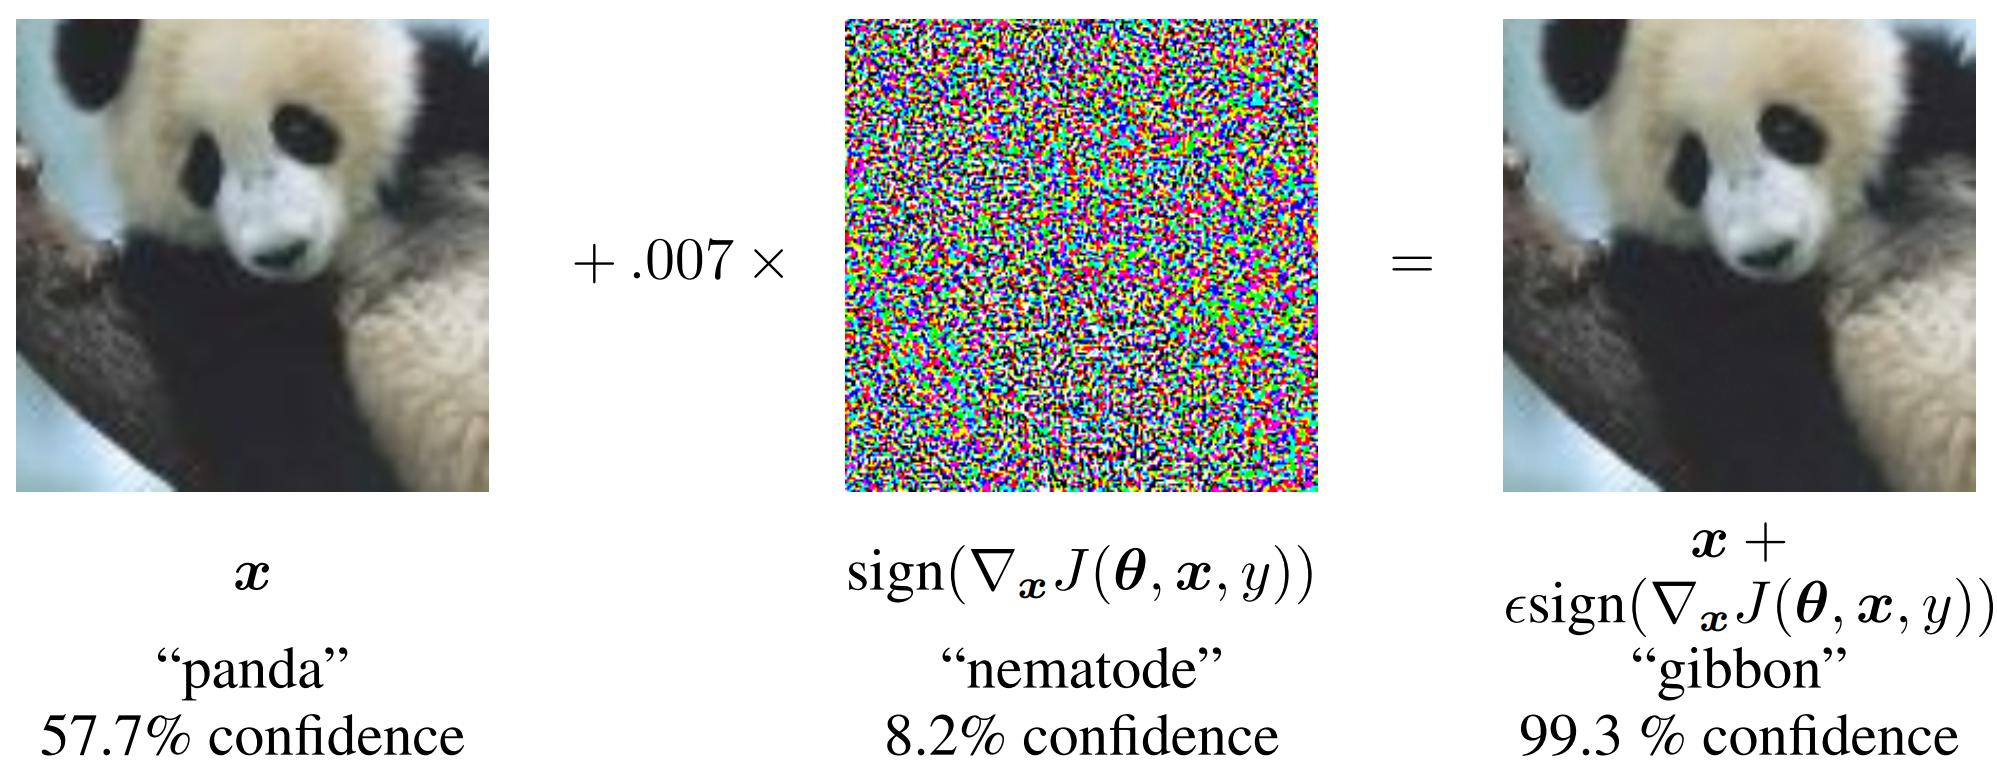 + .007 ×
=
x
sign(∇ₓJ(θ, x, y))
x +
ϵsign(∇ₓJ(θ, x, y))
“panda”
57.7% confidence
“nematode”
8.2% confidence
“gibbon”
99.3 % confidence